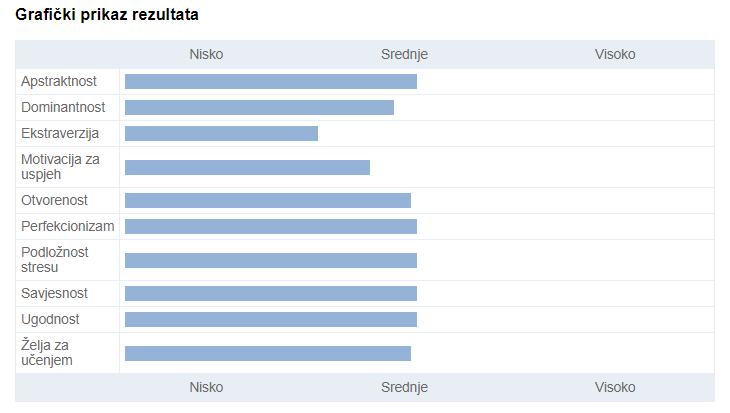 Grafički prikaz rezultata
Nisko Srednje Visoko
Apstraktnost
Dominantnost
Ekstraverzija
Motivacija za
uspjeh
Otvorenost
Perfekcionizam
Podložnost
stresu
Savjesnost
Ugodnost
Želja za
učenjem
Nisko Srednje Visoko